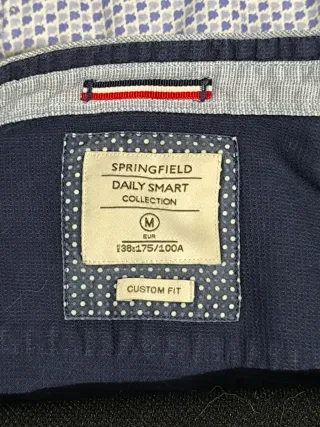 SPRINGFIELD
DAILY SMART
COLLECTION
M
EUR
38:175/100A
CUSTOM FIT